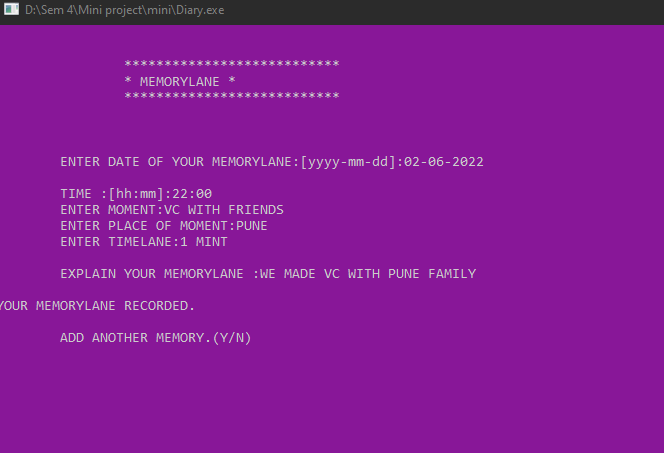 D:\Sem 4\Mini project\mini\Diary.exe
***************************
* MEMORYLANE *
***************************
ENTER DATE OF YOUR MEMORYLANE:[yyyy-mm-dd]:02-06-2022
TIME :[hh:mm]:22:00
ENTER MOMENT:VC WITH FRIENDS
ENTER PLACE OF MOMENT:PUNE
ENTER TIMELANE:1 MINT
EXPLAIN YOUR MEMORYLANE :WE MADE VC WITH PUNE FAMILY
YOUR MEMORYLANE RECORDED.
ADD ANOTHER MEMORY.(Y/N)